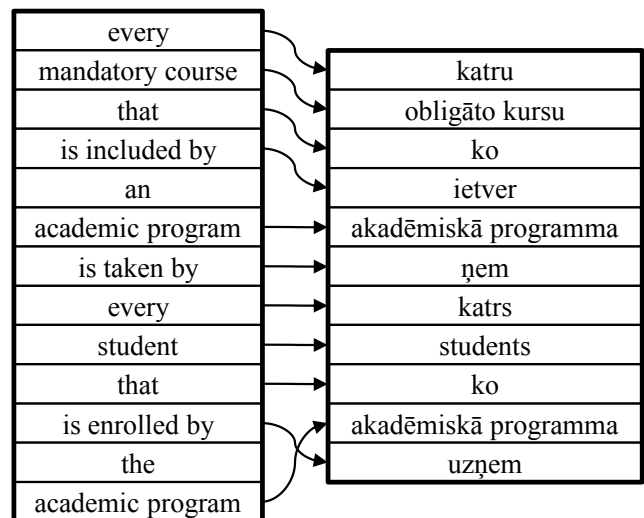 every
mandatory course
that
is included by
an
academic program
is taken by
every
student
that
is enrolled by
the
academic program
katru
obligāto kursu
ko
ietver
akadēmiskā programma
ņem
katrs
students
ko
akadēmiskā programma
uzņem